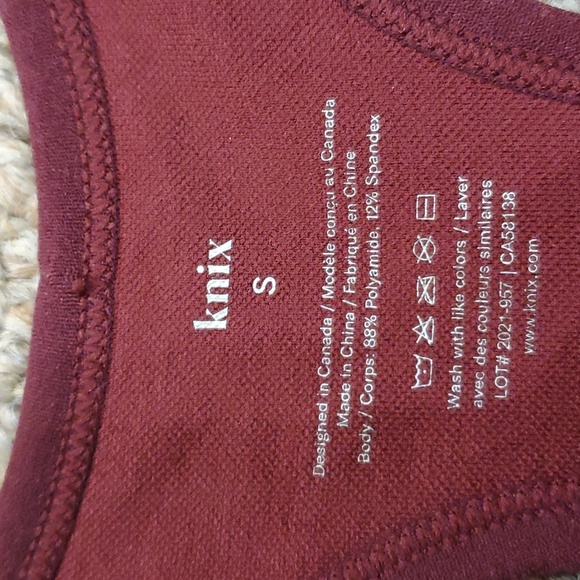 knix
S
Designed in Canada / Modèle conçu au Canada
Made in China / Fabriqué en Chine
Body / Corps: 88% Polyamide, 12% Spandex
Wash with like colors / Laver
avec des couleurs similaires
LOT# 2021-957 | CA58138
www.knix.com